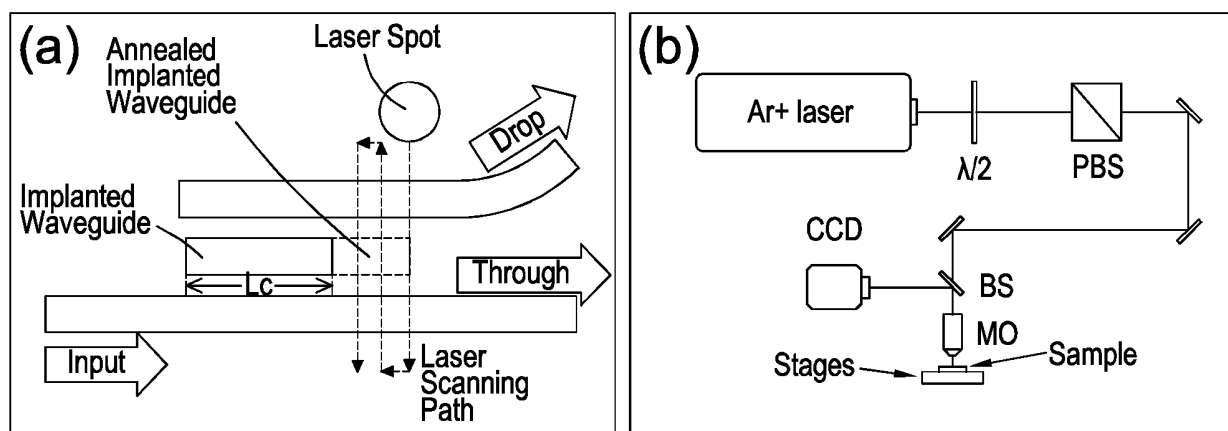 (a)
Laser Spot
Annealed
Implanted
Waveguide
Drop
Implanted
Waveguide
Lc
Through
Input
Laser
Scanning
Path
(b)
Ar+ laser
λ/2
PBS
CCD
BS
MO
Sample
Stages